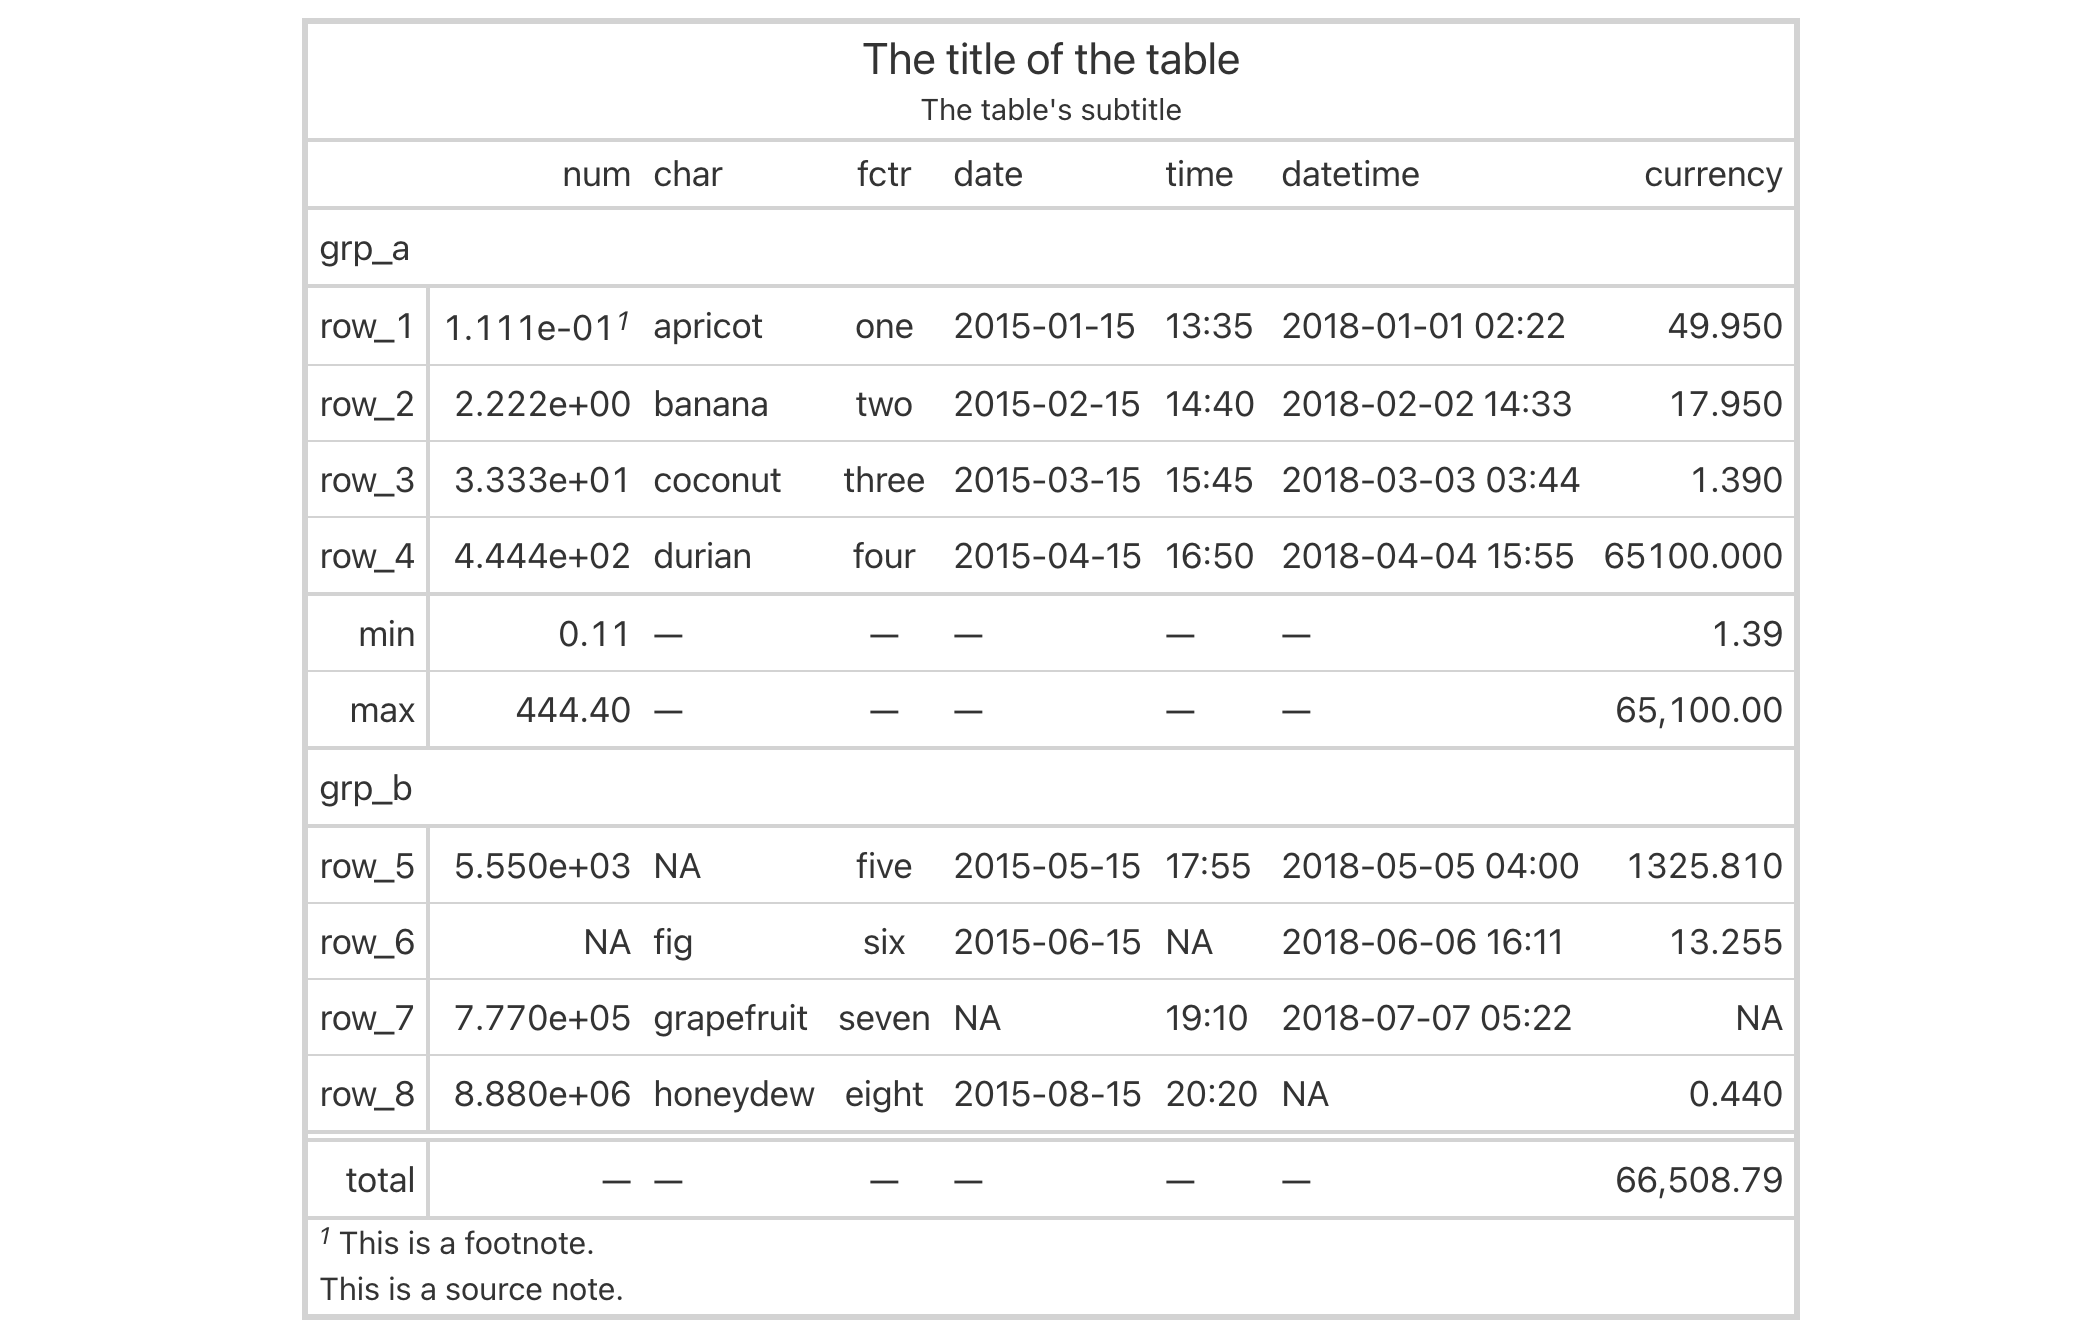 The title of the table
The table's subtitle
num char fctr date time datetime currency
grp_a
row_1 1.111e-01¹ apricot one 2015-01-15 13:35 2018-01-01 02:22 49.950
row_2 2.222e+00 banana two 2015-02-15 14:40 2018-02-02 14:33 17.950
row_3 3.333e+01 coconut three 2015-03-15 15:45 2018-03-03 03:44 1.390
row_4 4.444e+02 durian four 2015-04-15 16:50 2018-04-04 15:55 65100.000
min 0.11 — — — — — 1.39
max 444.40 — — — — — 65,100.00
grp_b
row_5 5.550e+03 NA five 2015-05-15 17:55 2018-05-05 04:00 1325.810
row_6 NA fig six 2015-06-15 NA 2018-06-06 16:11 13.255
row_7 7.770e+05 grapefruit seven NA 19:10 2018-07-07 05:22 NA
row_8 8.880e+06 honeydew eight 2015-08-15 20:20 NA 0.440
total — — — — — — 66,508.79
¹ This is a footnote.
This is a source note.